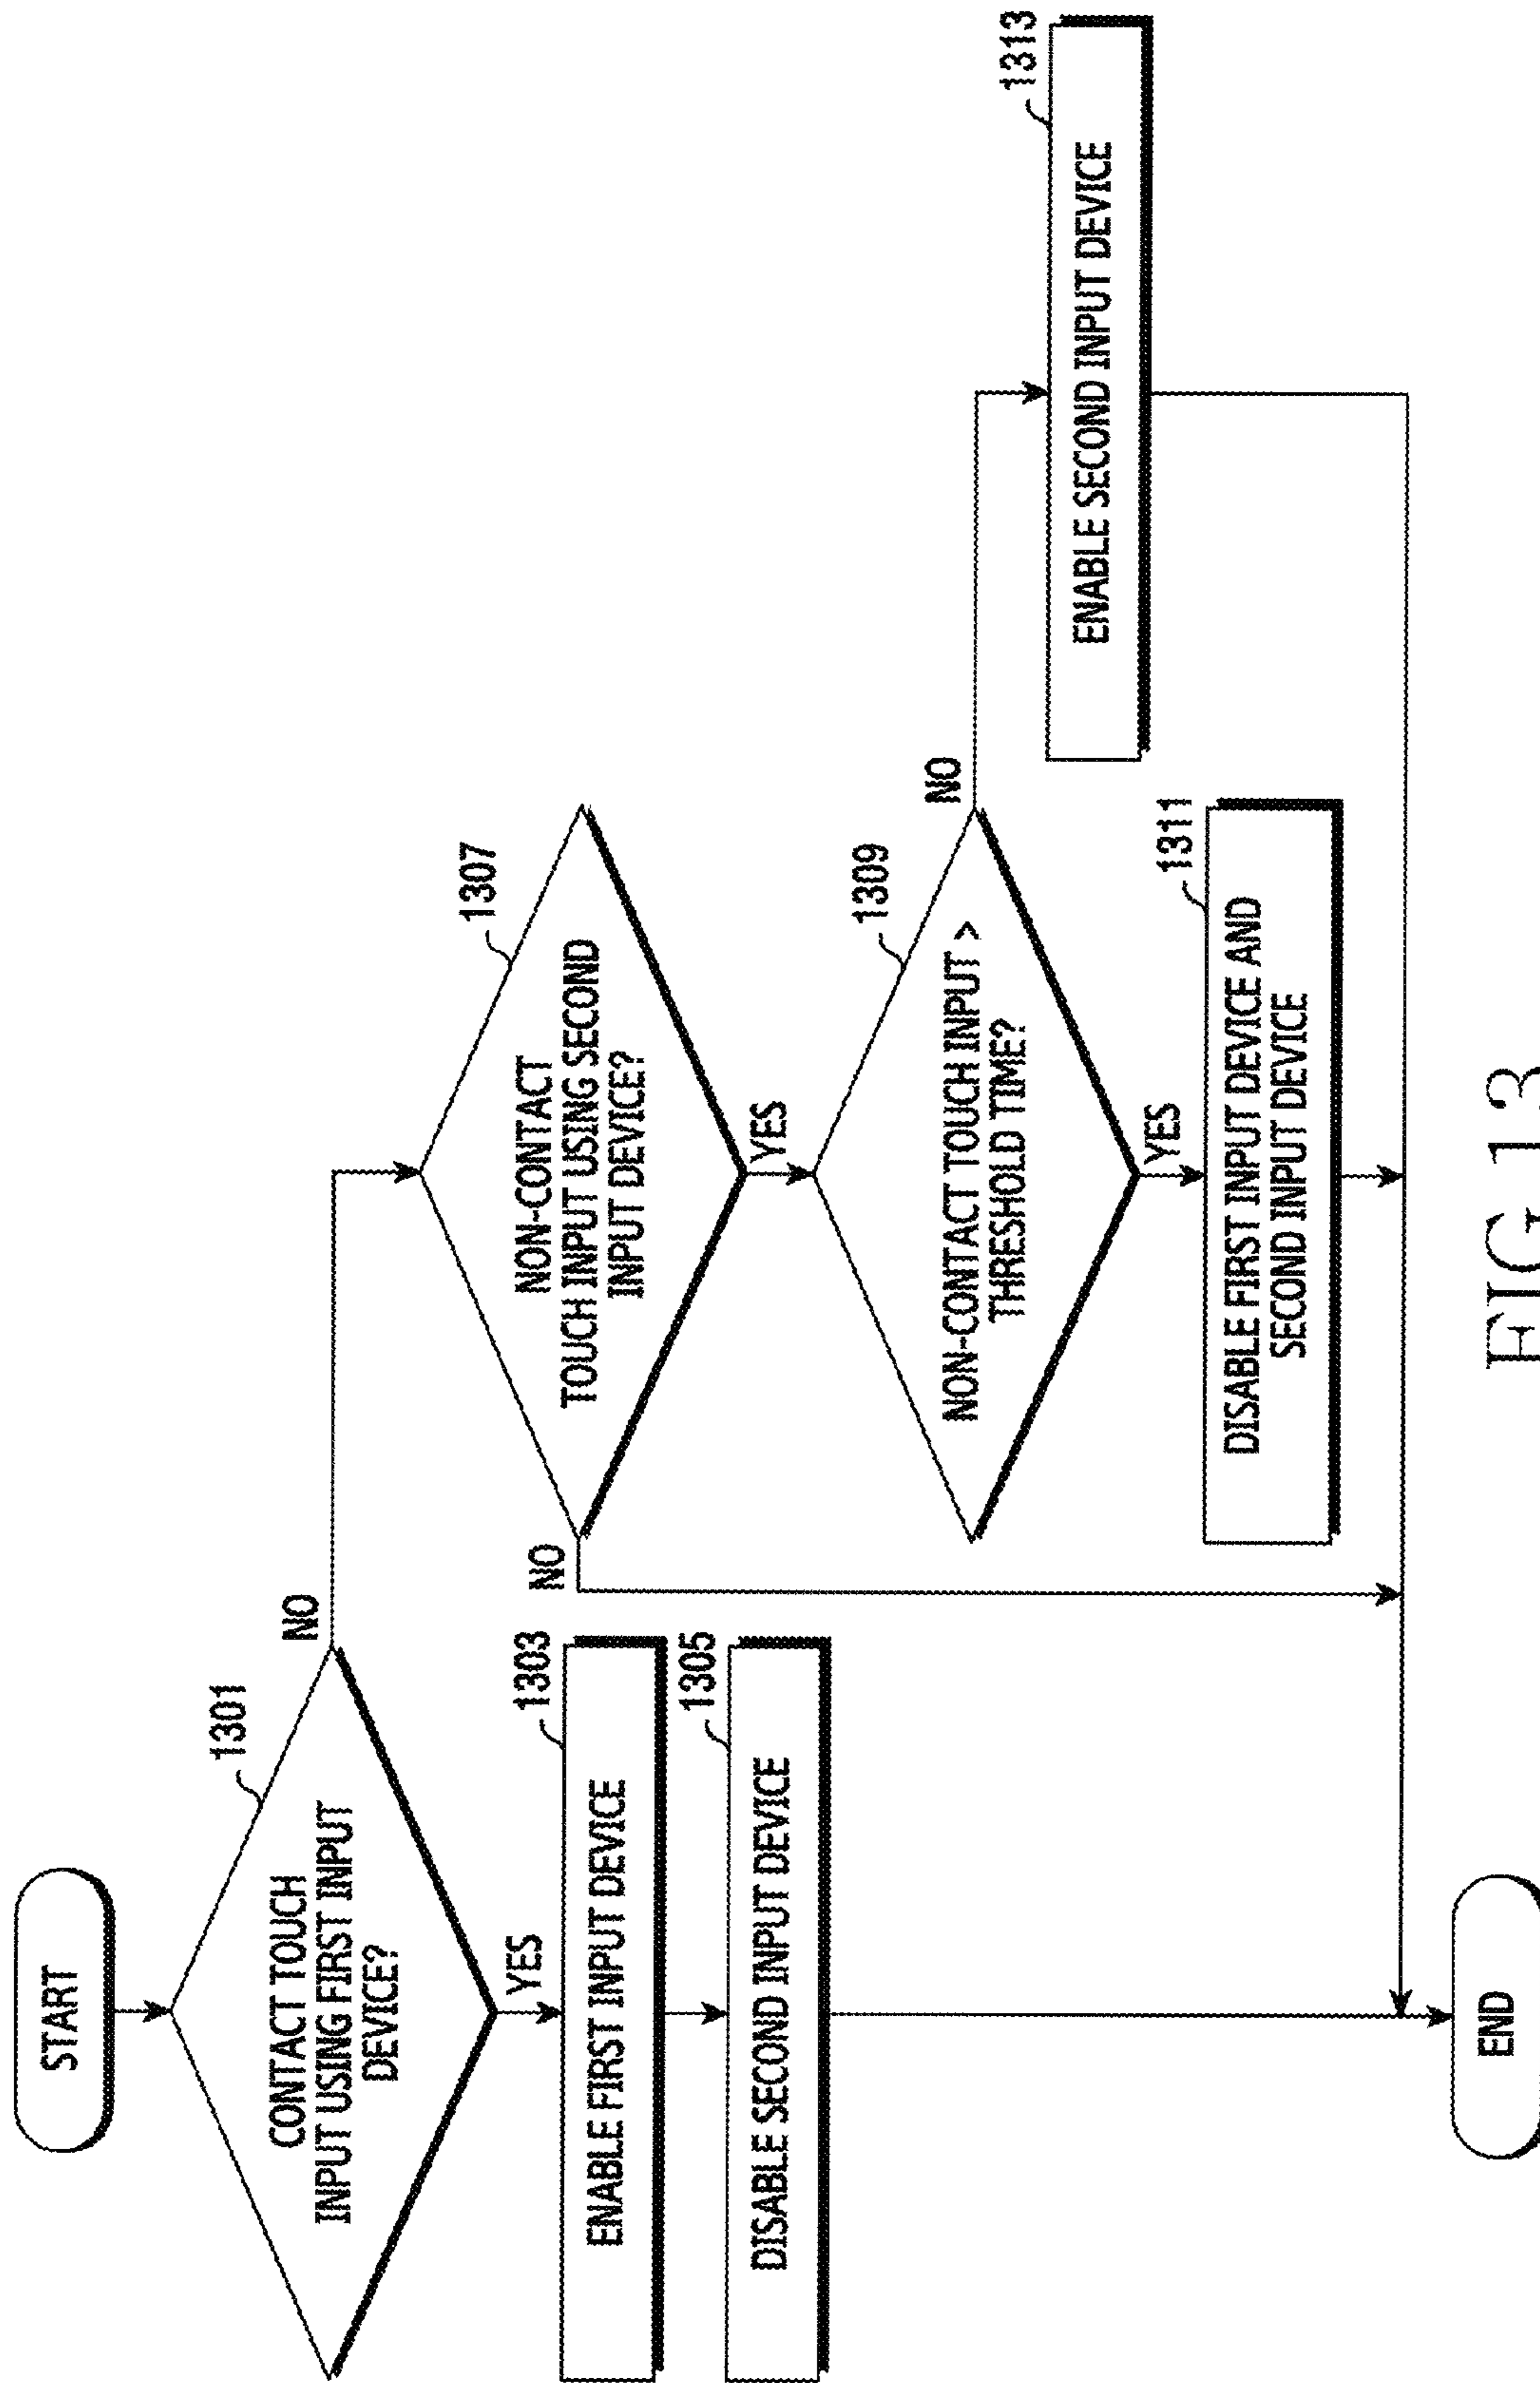 START
1301
CONTACT TOUCH
INPUT USING FIRST INPUT
DEVICE?
NO
YES
1303
ENABLE FIRST INPUT DEVICE
1305
DISABLE SECOND INPUT DEVICE
1307
NON-CONTACT
TOUCH INPUT USING SECOND
INPUT DEVICE?
NO
YES
1309
NON-CONTACT TOUCH INPUT >
THRESHOLD TIME?
NO
YES
1311
DISABLE FIRST INPUT DEVICE AND
SECOND INPUT DEVICE
1313
ENABLE SECOND INPUT DEVICE
END
FIG.13